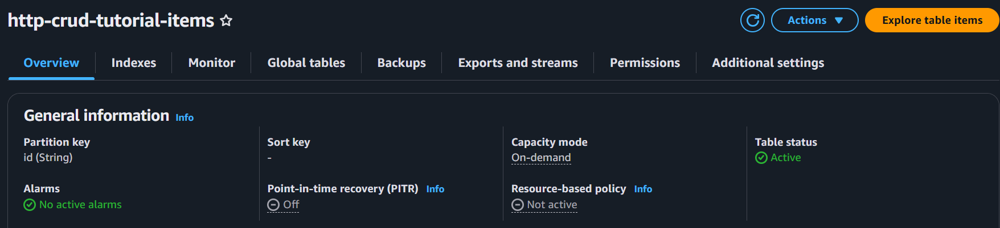 http-crud-tutorial-items
Actions
Explore table items
Overview
Indexes
Monitor
Global tables
Backups
Exports and streams
Permissions
Additional settings
General information Info
Partition key
id (String)
Sort key
-
Capacity mode
On-demand
Table status
Active
Alarms
No active alarms
Point-in-time recovery (PITR) Info
Off
Resource-based policy Info
Not active